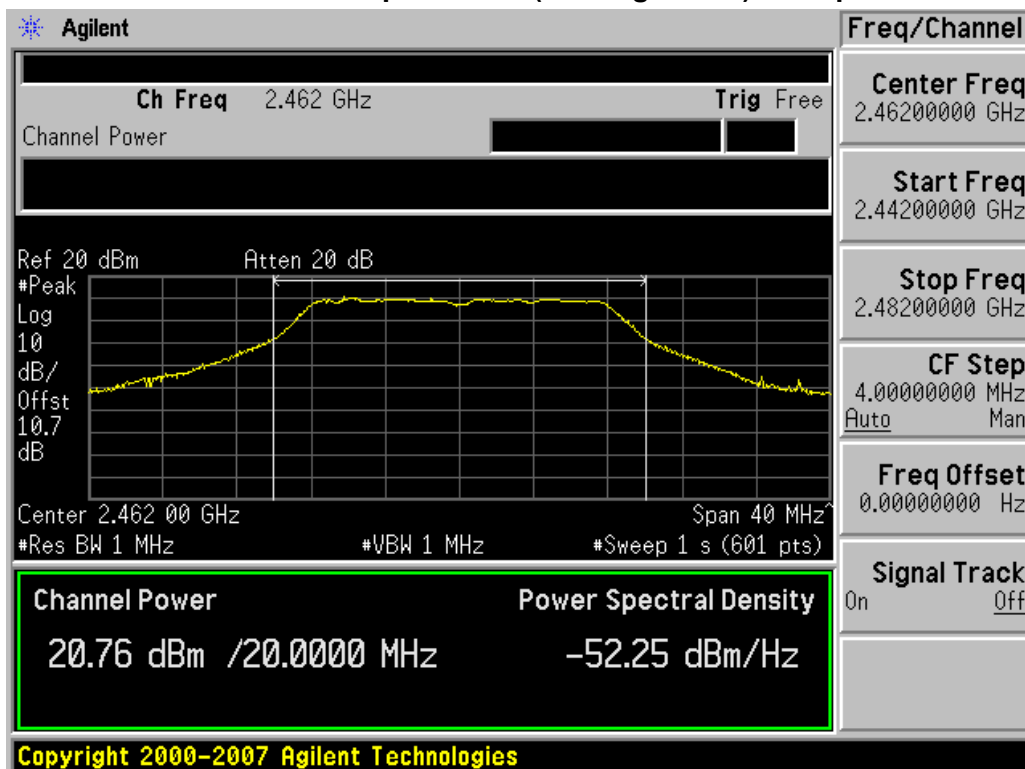 Agilent
Freq/Channel
Ch Freq 2.462 GHz Trig Free
Channel Power
Center Freq
2.46200000 GHz
Start Freq
2.44200000 GHz
Stop Freq
2.48200000 GHz
CF Step
4.00000000 MHz
Auto Man
Freq Offset
0.00000000 Hz
Signal Track
On Off
Ref 20 dBm Atten 20 dB
#Peak
Log
10
dB/
Offst
10.7
dB
Center 2.462 00 GHz Span 40 MHz^
#Res BW 1 MHz #VBW 1 MHz #Sweep 1 s (601 pts)
Channel Power Power Spectral Density
20.76 dBm /20.0000 MHz -52.25 dBm/Hz
Copyright 2000-2007 Agilent Technologies